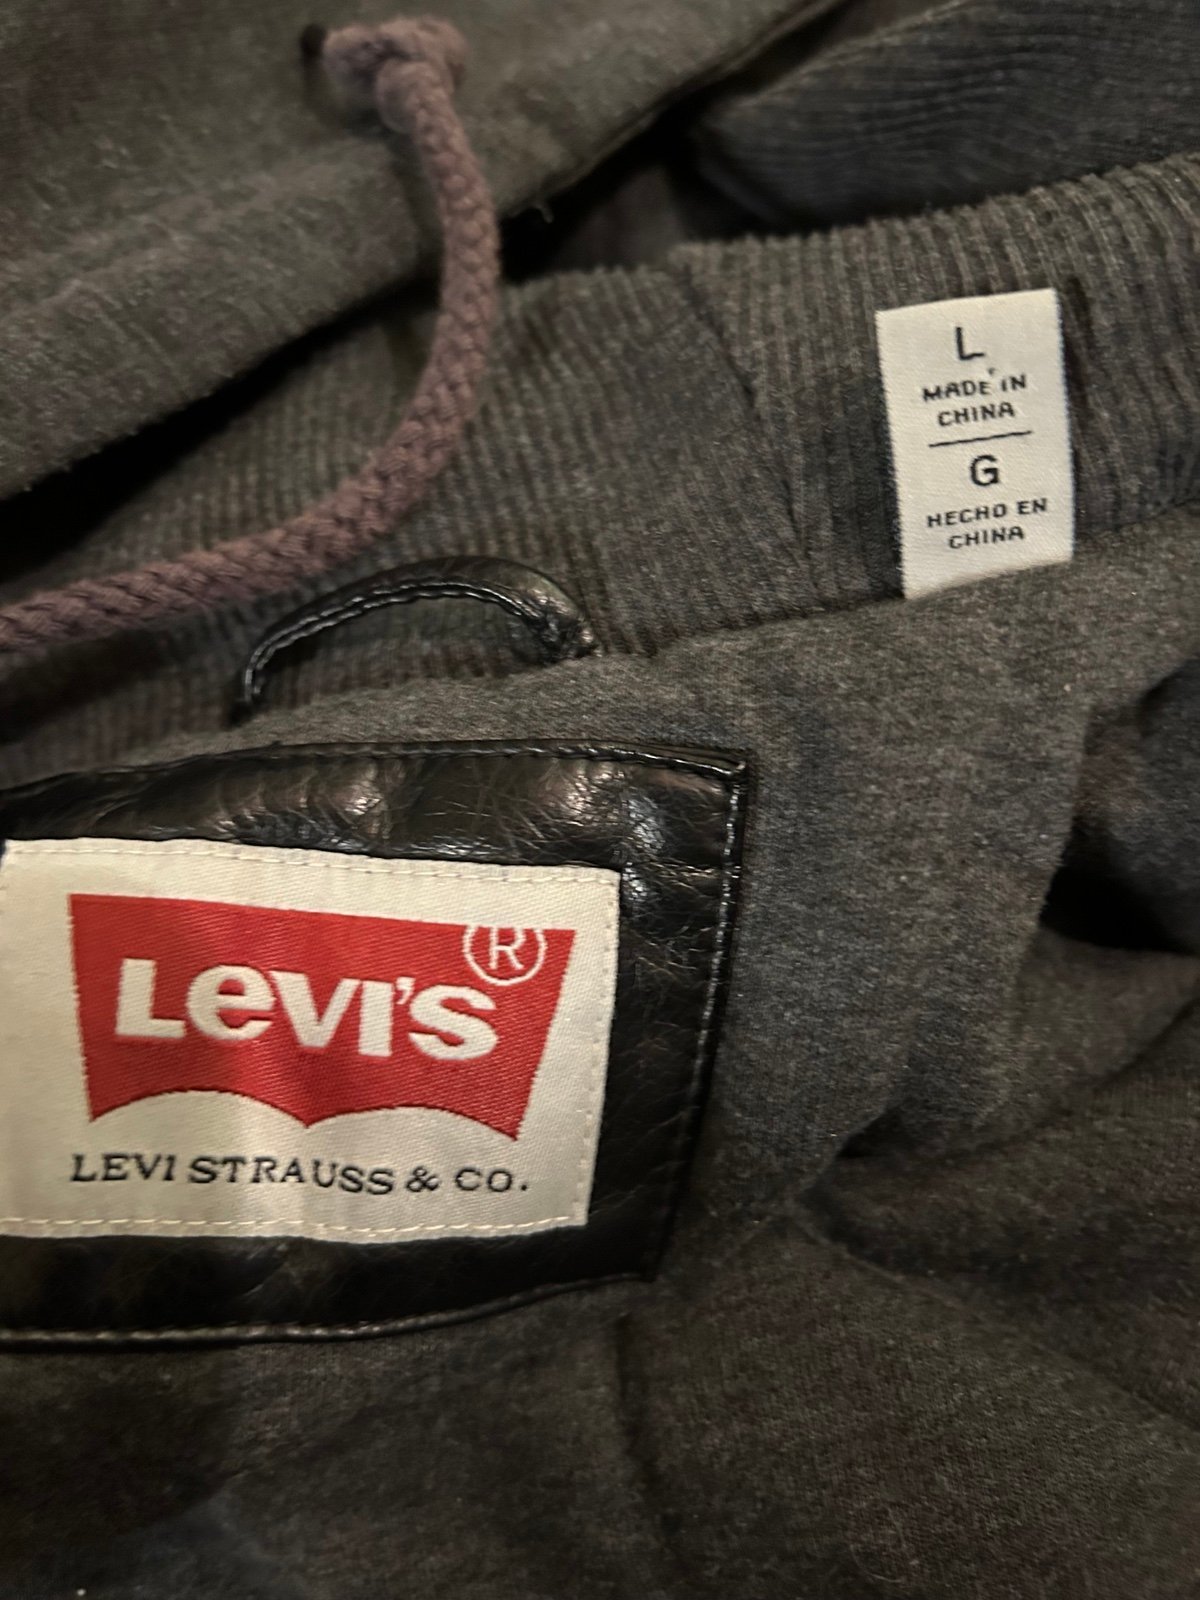 L
MADE IN
CHINA
G
HECHO EN
CHINA
LEVI'S®
LEVI STRAUSS & CO.